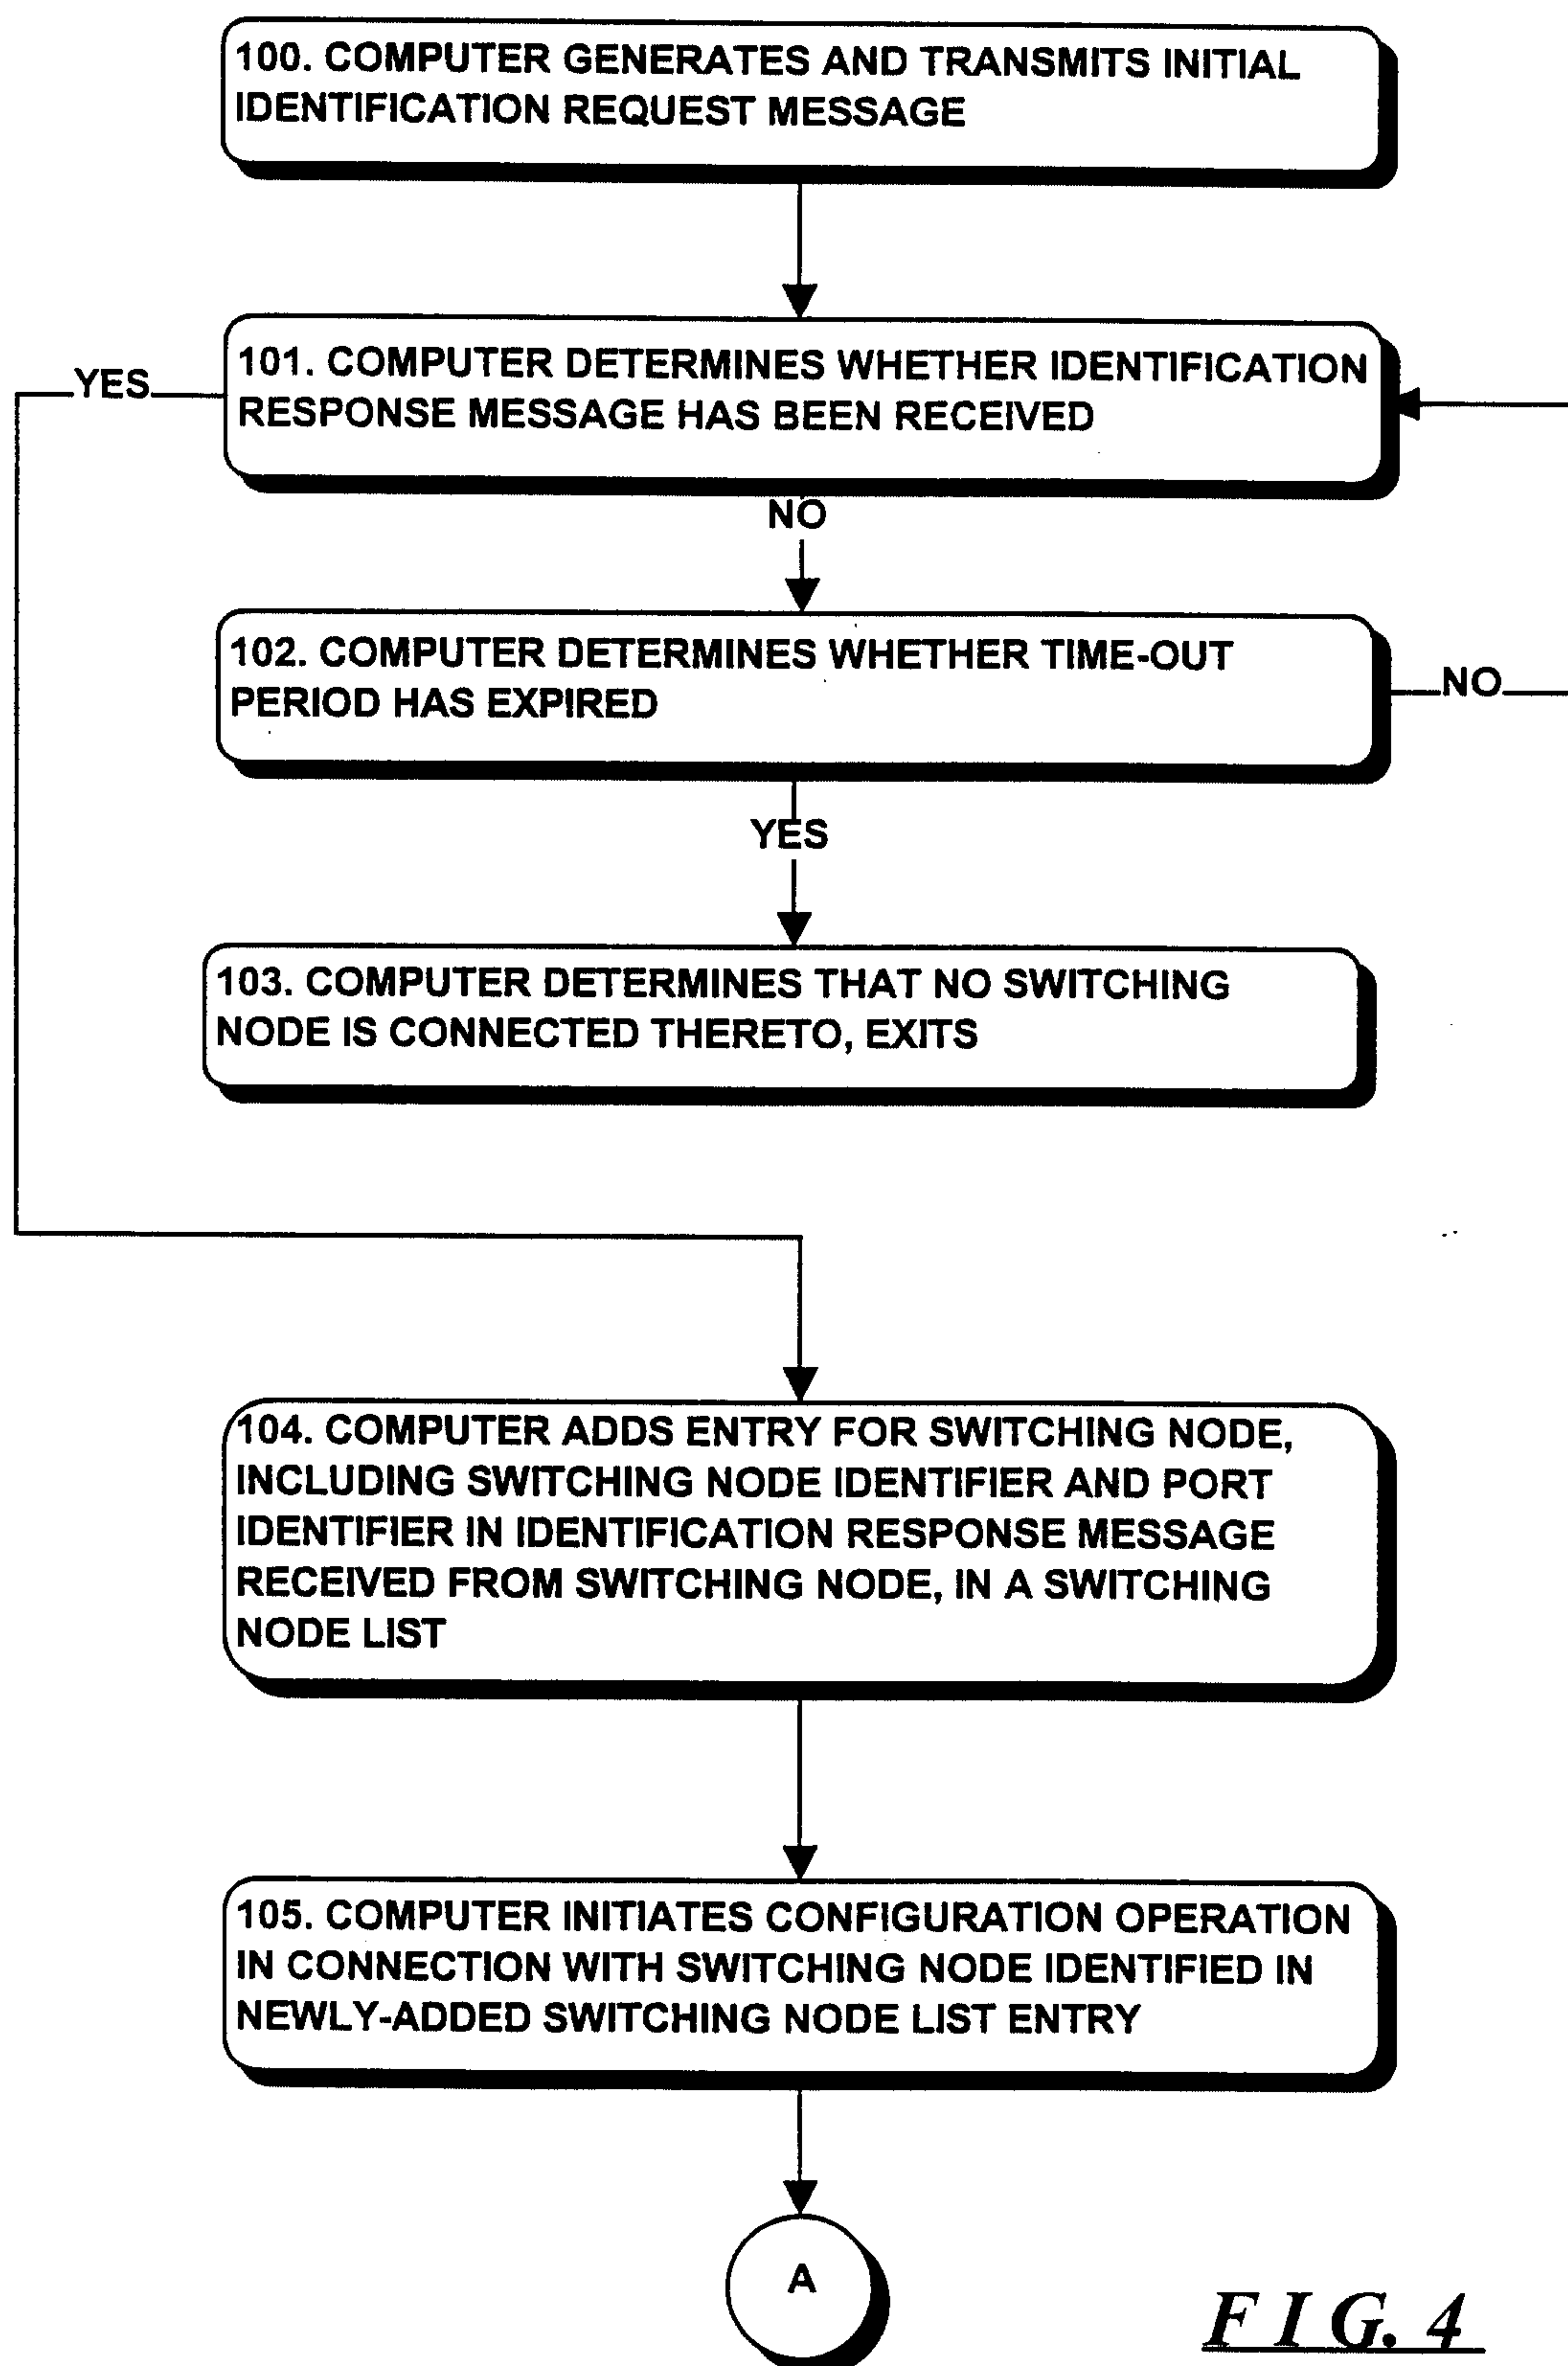 100. COMPUTER GENERATES AND TRANSMITS INITIAL
IDENTIFICATION REQUEST MESSAGE
101. COMPUTER DETERMINES WHETHER IDENTIFICATION
RESPONSE MESSAGE HAS BEEN RECEIVED
YES
NO
102. COMPUTER DETERMINES WHETHER TIME-OUT
PERIOD HAS EXPIRED
NO
YES
103. COMPUTER DETERMINES THAT NO SWITCHING
NODE IS CONNECTED THERETO, EXITS
104. COMPUTER ADDS ENTRY FOR SWITCHING NODE,
INCLUDING SWITCHING NODE IDENTIFIER AND PORT
IDENTIFIER IN IDENTIFICATION RESPONSE MESSAGE
RECEIVED FROM SWITCHING NODE, IN A SWITCHING
NODE LIST
105. COMPUTER INITIATES CONFIGURATION OPERATION
IN CONNECTION WITH SWITCHING NODE IDENTIFIED IN
NEWLY-ADDED SWITCHING NODE LIST ENTRY
A
FIG. 4